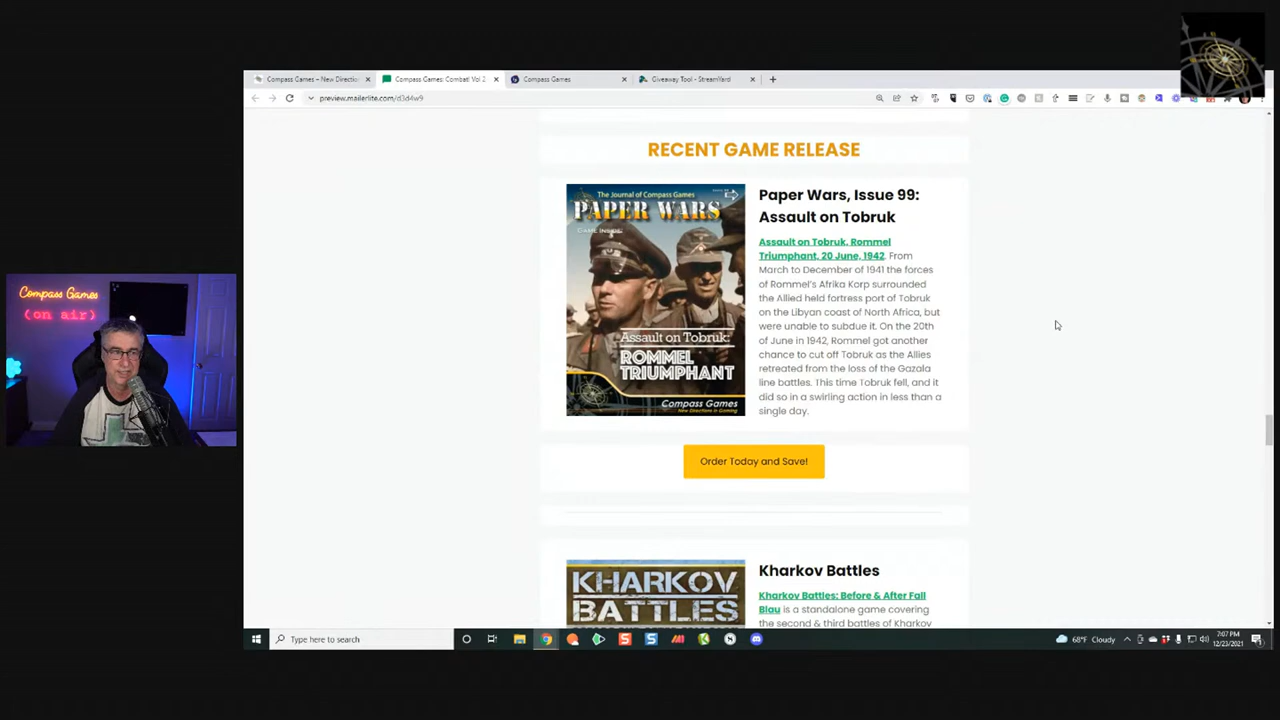 Compass Games – New Directio
Compass Games: Combat! Vol 2
Compass Games
Giveaway Tool - StreamYard
preview.mailerlite.com/d3d4w9
RECENT GAME RELEASE
The Journal of Compass Games
PAPER WARS
GAME INSIDE:
Assault on Tobruk:
ROMMEL
TRIUMPHANT
Compass Games
New Directions in Gaming
Paper Wars, Issue 99:
Assault on Tobruk
Assault on Tobruk, Rommel
Triumphant, 20 June, 1942. From
March to December of 1941 the forces
of Rommel's Afrika Korp surrounded
the Allied held fortress port of Tobruk
on the Libyan coast of North Africa, but
were unable to subdue it. On the 20th
of June in 1942, Rommel got another
chance to cut off Tobruk as the Allies
retreated from the loss of the Gazala
line battles. This time Tobruk fell, and it
did so in a swirling action in less than a
single day.
Order Today and Save!
Compass Games
(on air)
KHARKOV
BATTLES
Kharkov Battles
Kharkov Battles: Before & After Fall
Blau is a standalone game covering
the second & third battles of Kharkov
Type here to search
68°F Cloudy
7:07 PM
12/23/2021